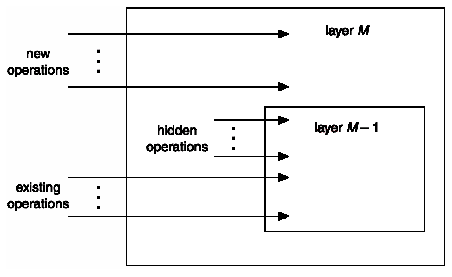 layer M
new
operations
hidden
operations
layer M – 1
existing
operations